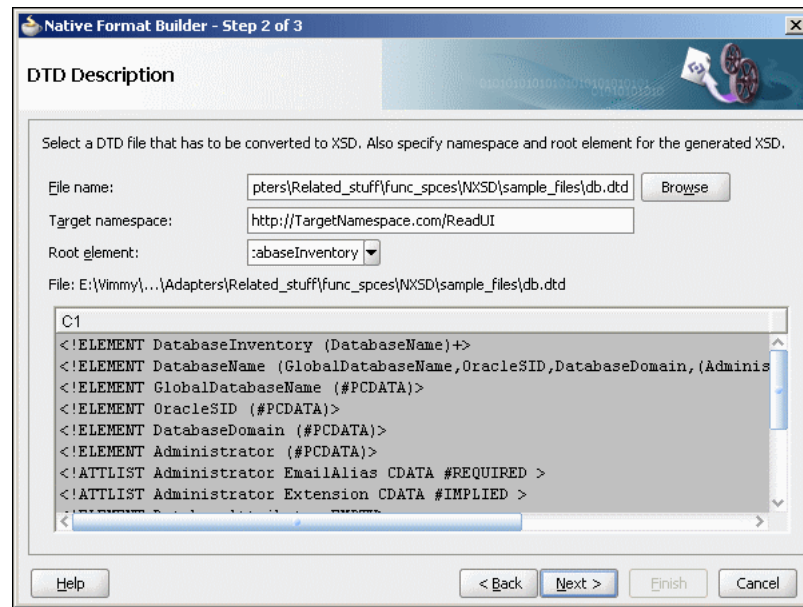 Native Format Builder - Step 2 of 3
DTD Description
Select a DTD file that has to be converted to XSD. Also specify namespace and root element for the generated XSD.
File name: pters\Related_stuff\func_spces\NXSD\sample_files\db.dtd Browse
Target namespace: http://TargetNamespace.com/ReadUI
Root element: :abaseInventory
File: E:\Vimmy\...\Adapters\Related_stuff\func_spces\NXSD\sample_files\db.dtd
C1
<!ELEMENT DatabaseInventory (DatabaseName)+>
<!ELEMENT DatabaseName (GlobalDatabaseName,OracleSID,DatabaseDomain,(Adminis
<!ELEMENT GlobalDatabaseName (#PCDATA)>
<!ELEMENT OracleSID (#PCDATA)>
<!ELEMENT DatabaseDomain (#PCDATA)>
<!ELEMENT Administrator (#PCDATA)>
<!ATTLIST Administrator EmailAlias CDATA #REQUIRED >
<!ATTLIST Administrator Extension CDATA #IMPLIED >
Help < Back Next > Finish Cancel